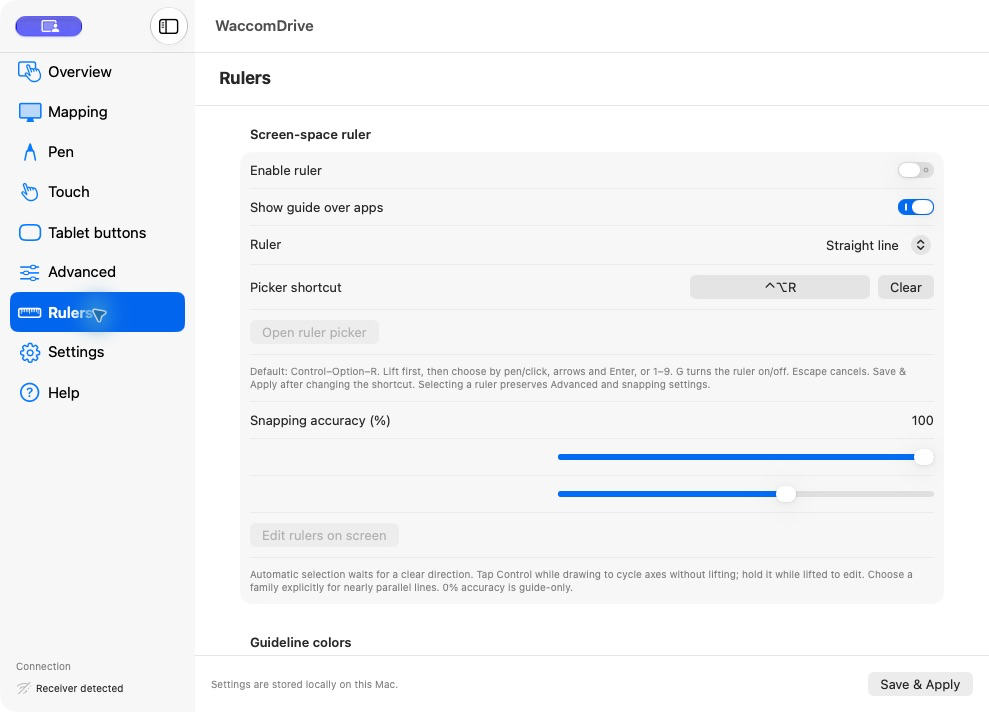 WaccomDrive
Overview
Mapping
Pen
Touch
Tablet buttons
Advanced
Rulers
Settings
Help
Connection
Receiver detected
Rulers
Screen-space ruler
Enable ruler
Show guide over apps
Ruler
Straight line
Picker shortcut
^⌥R
Clear
Open ruler picker
Default: Control–Option–R. Lift first, then choose by pen/click, arrows and Enter, or 1–9. G turns the ruler on/off. Escape cancels. Save &
Apply after changing the shortcut. Selecting a ruler preserves Advanced and snapping settings.
Snapping accuracy (%)
100
Edit rulers on screen
Automatic selection waits for a clear direction. Tap Control while drawing to cycle axes without lifting; hold it while lifted to edit. Choose a
family explicitly for nearly parallel lines. 0% accuracy is guide-only.
Guideline colors
Settings are stored locally on this Mac.
Save & Apply